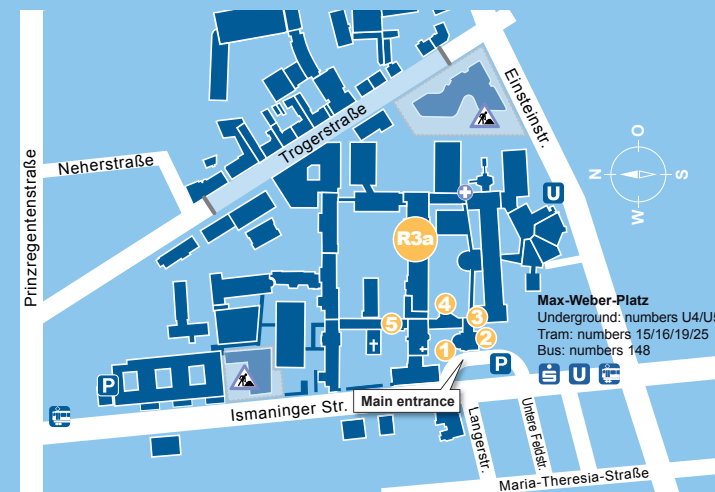 Prinzregentenstraße
Neherstraße
Trogerstraße
Einsteinstr.
O
N
S
W
U
R3a
Max-Weber-Platz
Underground: numbers U4/U5
Tram: numbers 15/16/19/25
Bus: numbers 148
S U
5
4
3
2
1
P
P
Main entrance
Ismaninger Str.
Langerstr.
Untere Feldstr.
Maria-Theresia-Straße